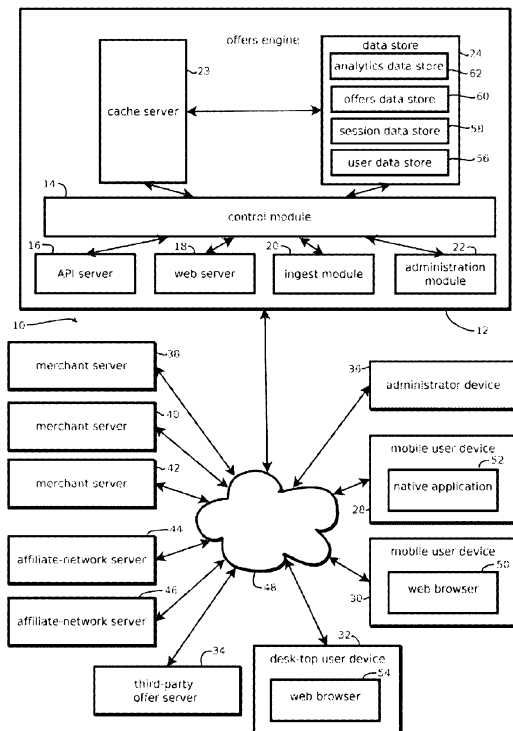 offers engine
data store
24
23
analytics data store
62
offers data store
60
cache server
session data store
58
user data store
56
14
control module
16
18
20
22
API server
web server
ingest module
administration
module
10
12
38
merchant server
36
administrator device
40
merchant server
42
merchant server
mobile user device
52
native application
28
44
affiliate-network server
mobile user device
50
web browser
30
46
affiliate-network server
48
34
third-party
offer server
32
desk-top user device
54
web browser